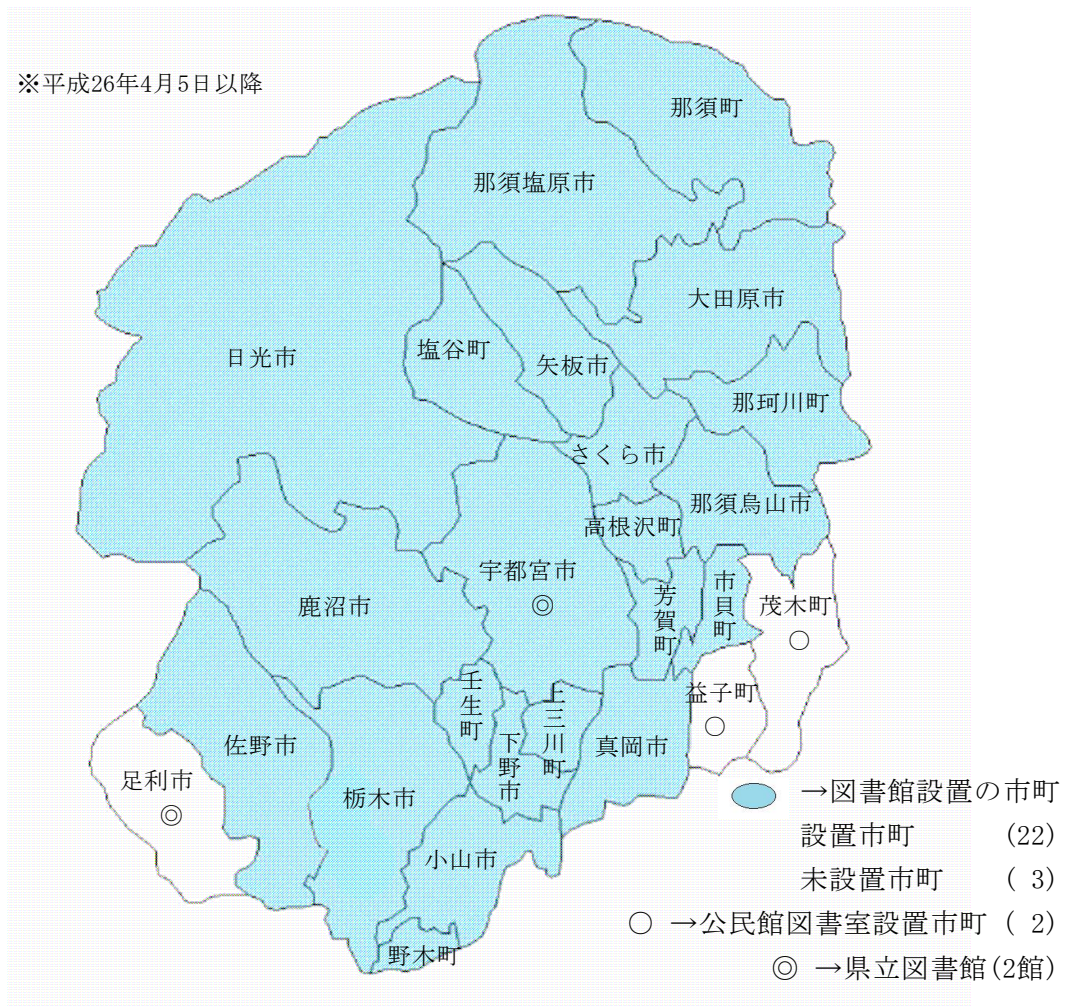 ※平成26年4月5日以降
那須町
那須塩原市
大田原市
日光市
塩谷町
矢板市
那珂川町
さくら市
那須烏山市
高根沢町
宇都宮市
◎
芳賀町
市貝町
茂木町
○
鹿沼市
壬生町
上三川町
下野市
真岡市
益子町
○
佐野市
足利市
◎
栃木市
小山市
野木町
→図書館設置の市町
設置市町 (22)
未設置市町 ( 3)
○ →公民館図書室設置市町 ( 2)
◎ →県立図書館(2館)